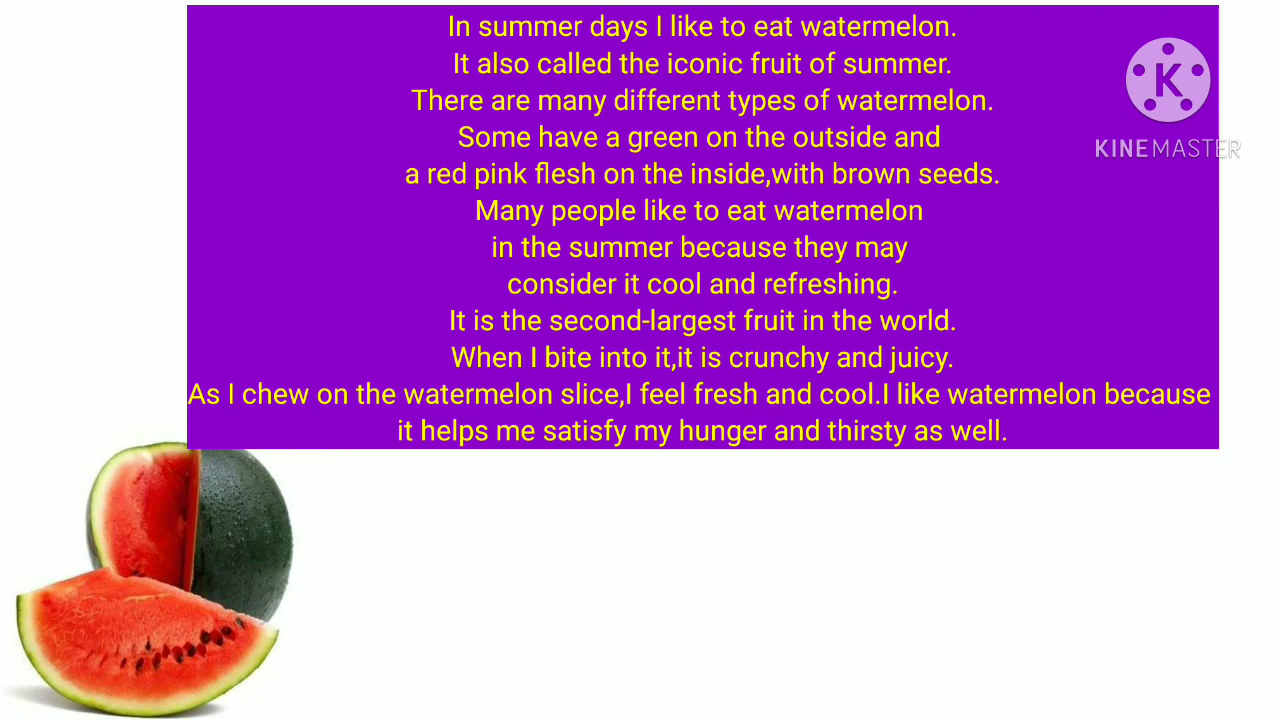 In summer days I like to eat watermelon.
It also called the iconic fruit of summer.
There are many different types of watermelon.
Some have a green on the outside and
a red pink flesh on the inside,with brown seeds.
Many people like to eat watermelon
in the summer because they may
consider it cool and refreshing.
It is the second-largest fruit in the world.
When I bite into it,it is crunchy and juicy.
As I chew on the watermelon slice,I feel fresh and cool.I like watermelon because
it helps me satisfy my hunger and thirsty as well.
K
KINEMASTER